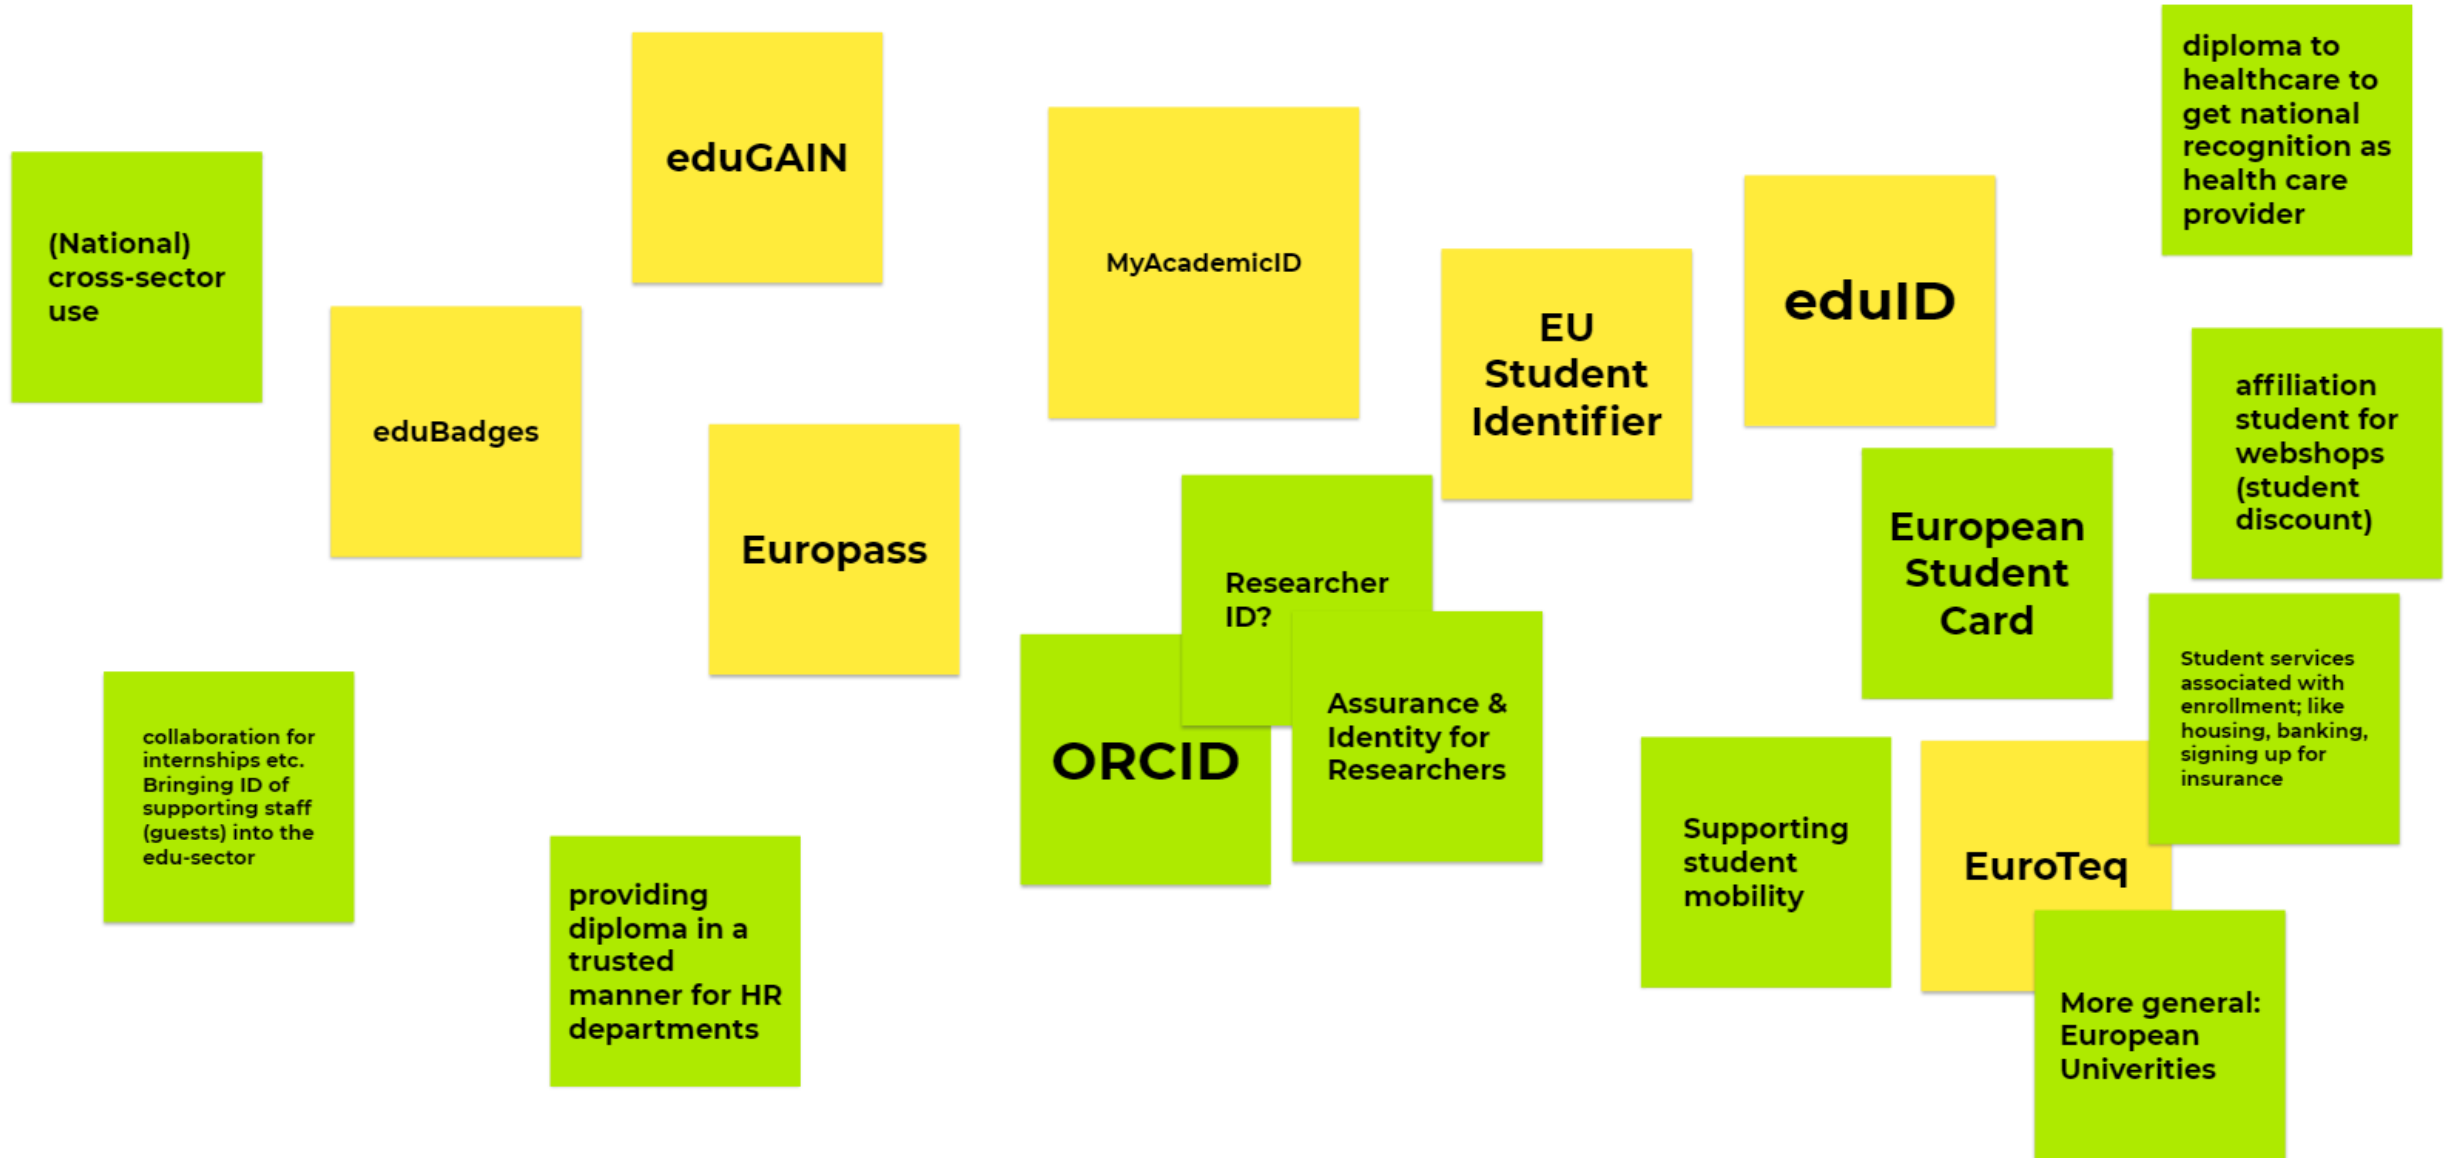 (National)
cross-sector
use
eduGAIN
eduBadges
Europass
MyAcademicID
EU
Student
Identifier
eduID
diploma to
healthcare to
get national
recognition as
health care
provider
affiliation
student for
webshops
(student
discount)
European
Student
Card
Researcher
ID?
ORCID
Assurance &
Identity for
Researchers
Student services
associated with
enrollment; like
housing, banking,
signing up for
insurance
collaboration for
internships etc.
Bringing ID of
supporting staff
(guests) into the
edu-sector
providing
diploma in a
trusted
manner for HR
departments
Supporting
student
mobility
EuroTeq
More general:
European
Univerities